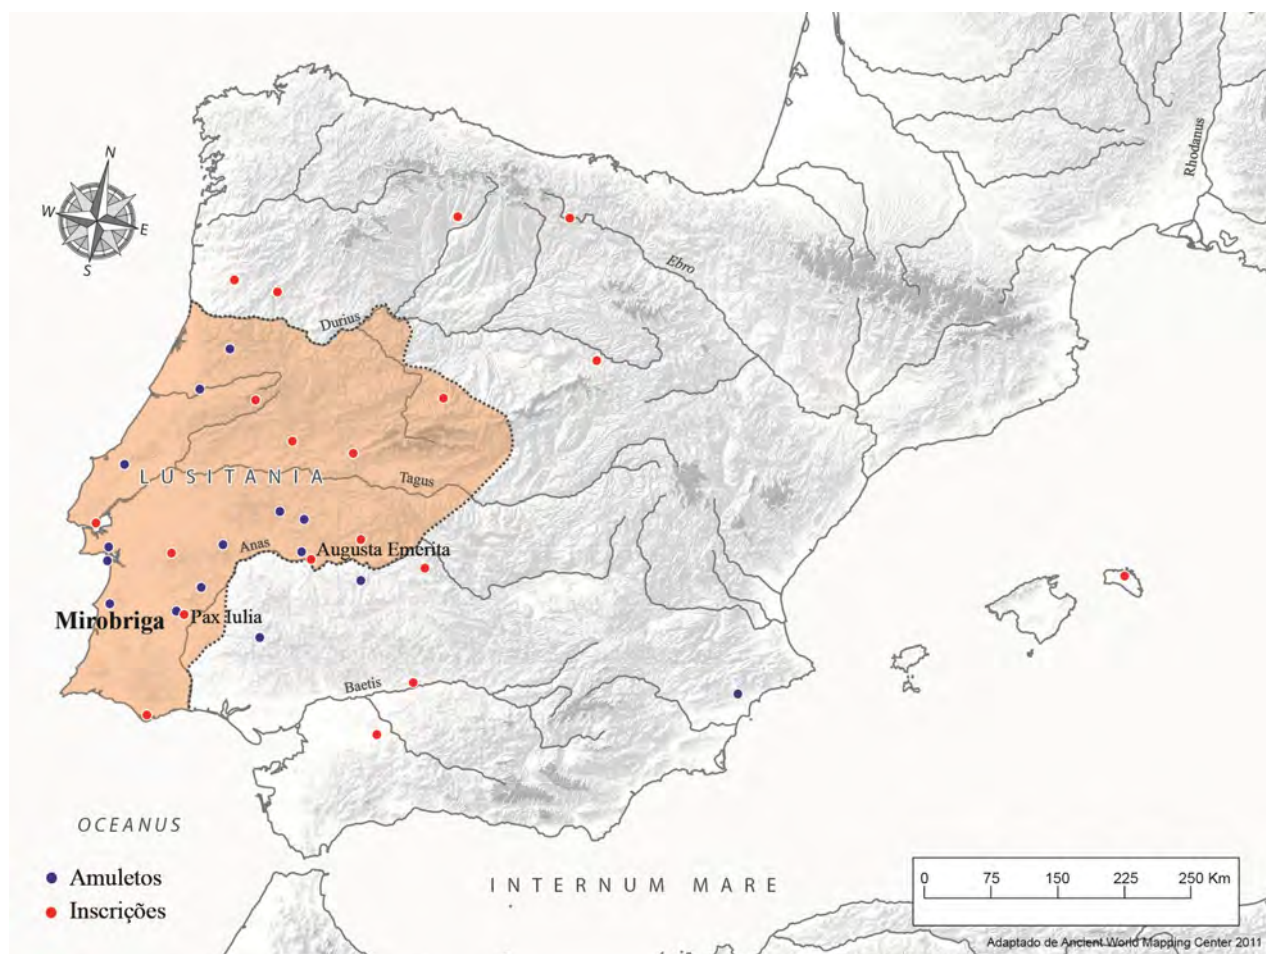 N
W
E
S
Rhodanus
Ebro
Durius
LUSITANIA
Tagus
Anas
Augusta Emerita
Mirobriga
Pax Iulia
Baetis
OCEANUS
Amuletos
Inscrições
INTERNUM MARE
0 75 150 225 250 Km
Adaptado de Ancient World Mapping Center 2011